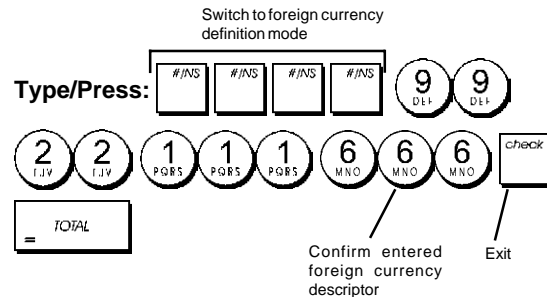 Switch to foreign currency
definition mode
Type/Press: #/NS #/NS #/NS #/NS 9 DEF 9 DEF
2 TUV 2 TUV 1 PQRS 1 PQRS 1 PQRS 6 MNO 6 MNO 6 MNO check
= TOTAL
Confirm entered
foreign currency
descriptor
Exit